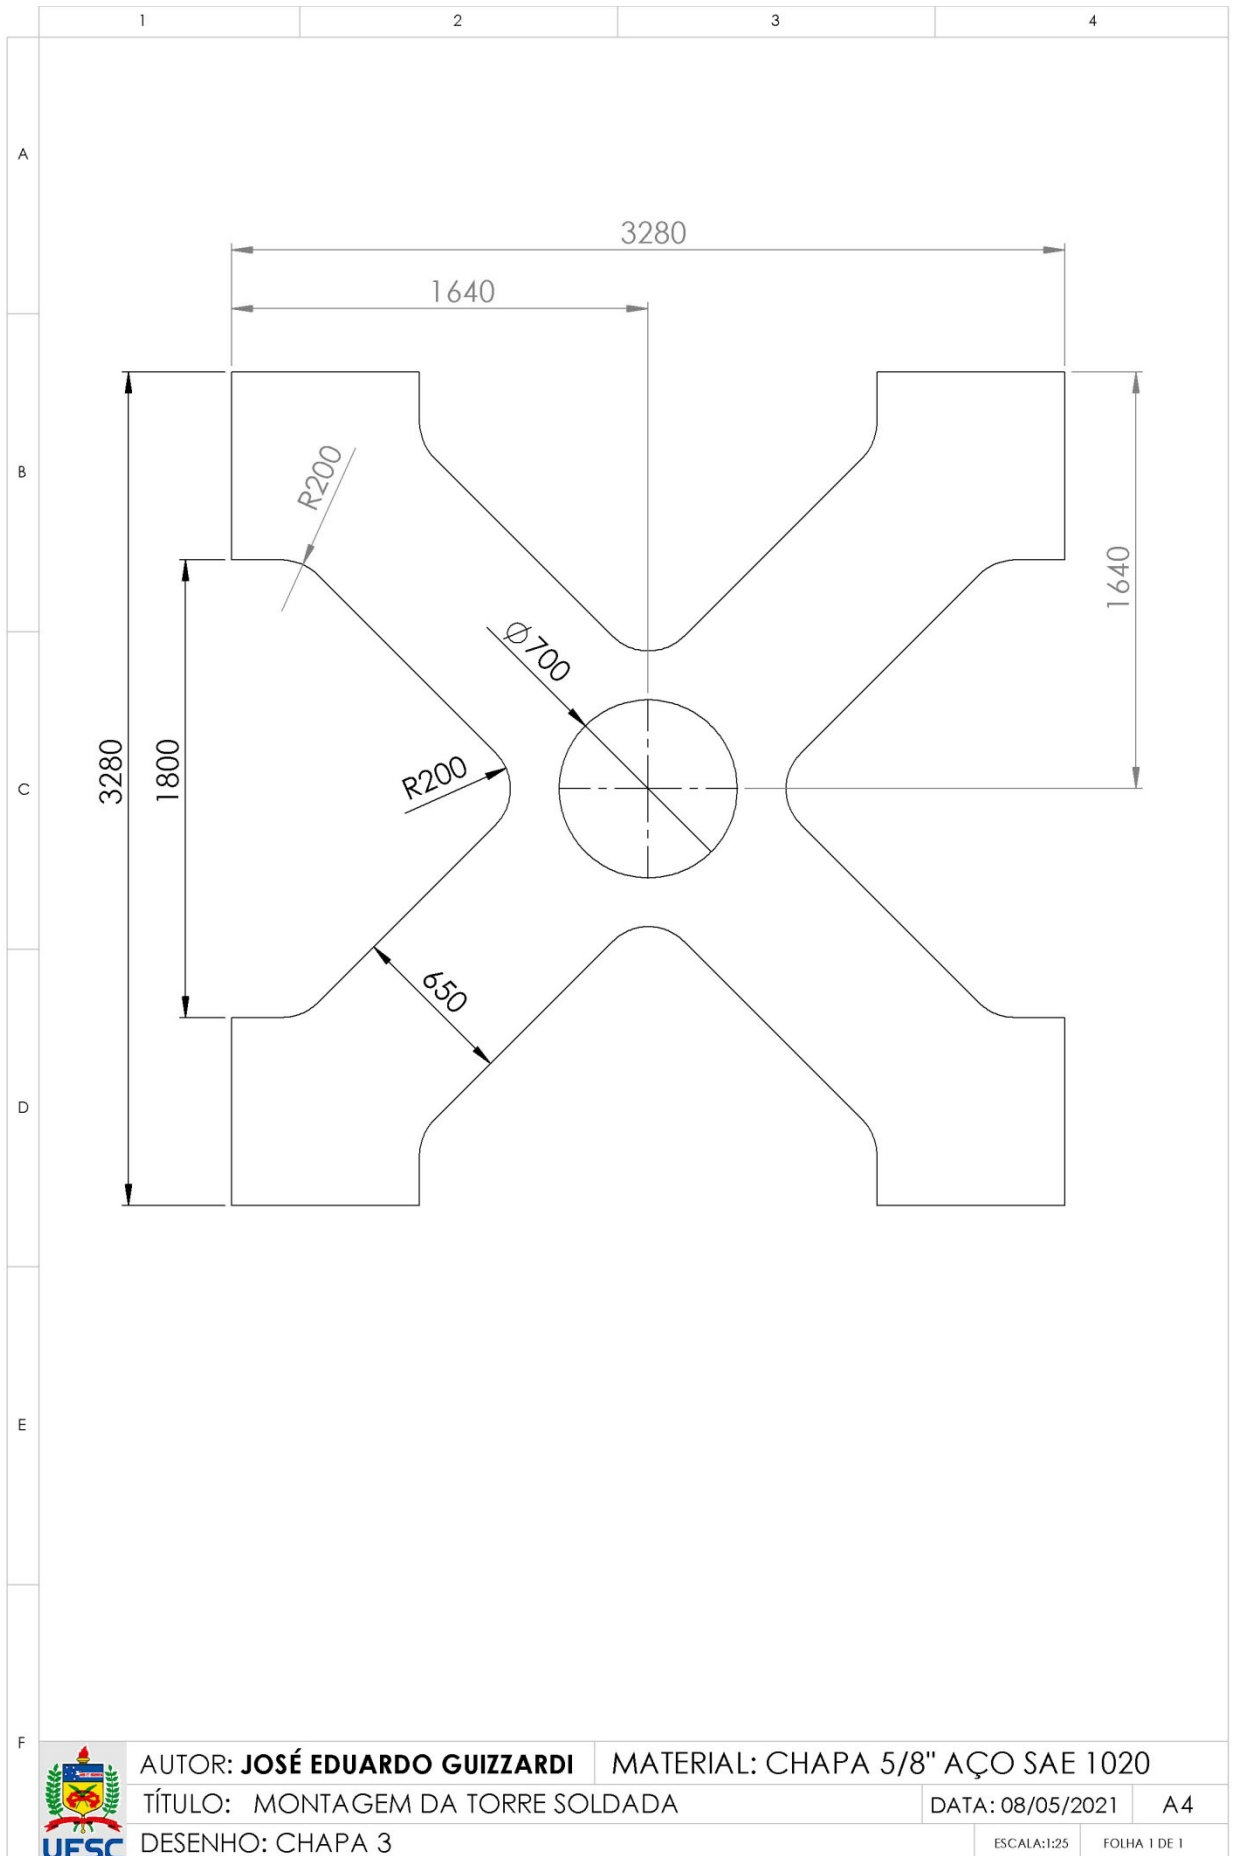 1 2 3 4
A
3280
1640
B
R200
1640
Ø 700
3280
1800
R200
C
650
D
E
F
AUTOR: JOSÉ EDUARDO GUIZZARDI MATERIAL: CHAPA 5/8" AÇO SAE 1020
TÍTULO: MONTAGEM DA TORRE SOLDADA DATA: 08/05/2021 A4
UFSC DESENHO: CHAPA 3 ESCALA:1:25 FOLHA 1 DE 1